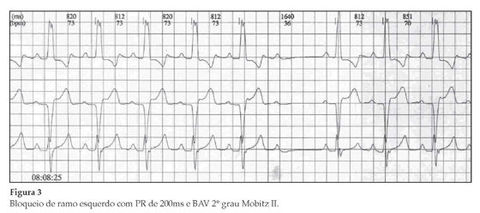 (ms) 820 812 820 812 1640 812 851
(bpm) 73 73 73 73 36 73 70
08:08:25
Figura 3
Bloqueio de ramo esquerdo com PR de 200ms e BAV 2º grau Mobitz II.